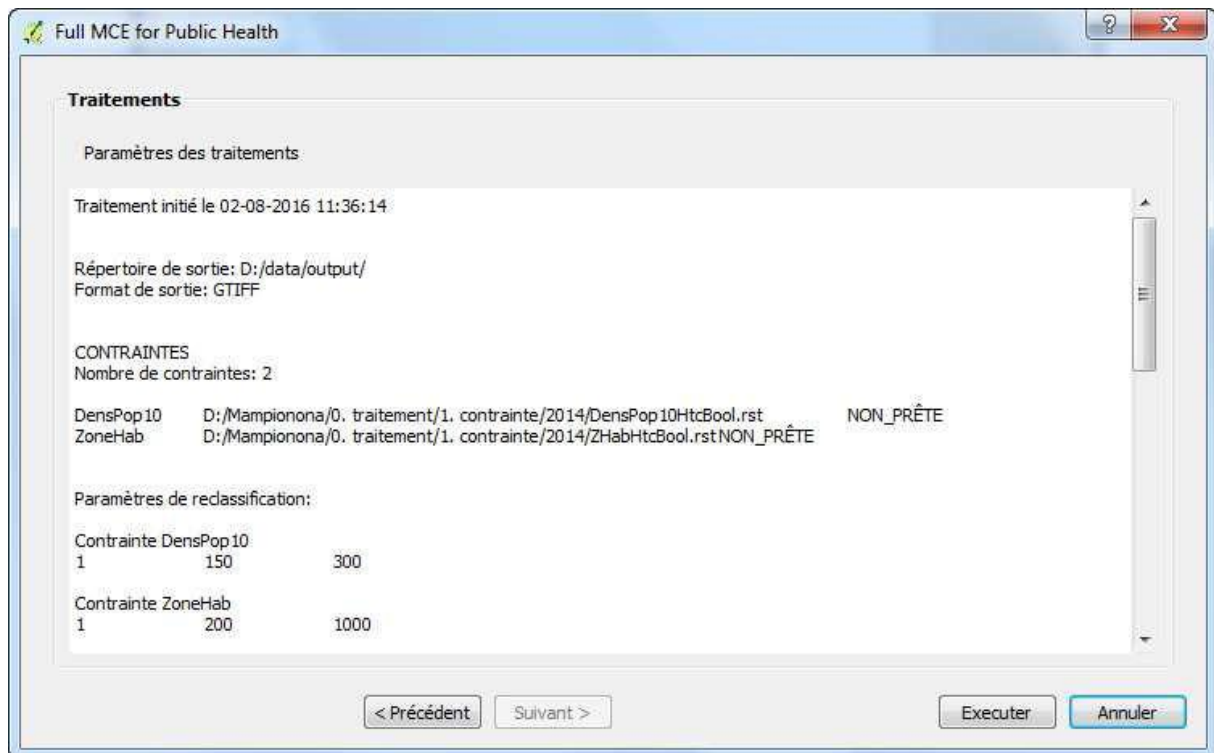 Full MCE for Public Health
Traitements
Paramètres des traitements
Traitement initié le 02-08-2016 11:36:14
Répertoire de sortie: D:/data/output/
Format de sortie: GTIFF
CONTRAINTES
Nombre de contraintes: 2
DensPop10 D:/Mampionona/0. traitement/1. contrainte/2014/DensPop10HtcBool.rst NON_PRÊTE
ZoneHab D:/Mampionona/0. traitement/1. contrainte/2014/ZHabHtcBool.rst NON_PRÊTE
Paramètres de reclassification:
Contrainte DensPop10
1 150 300
Contrainte ZoneHab
1 200 1000
< Précédent Suivant > Executer Annuler